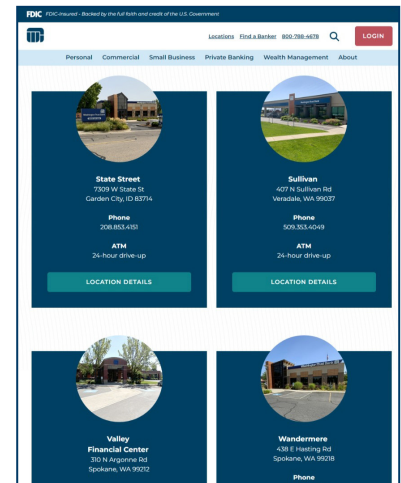 FDIC FDIC-Insured - Backed by the full faith and credit of the U.S. Government
Locations Find a Banker 800-788-4678 LOGIN
Personal Commercial Small Business Private Banking Wealth Management About
State Street
7309 W State St
Garden City, ID 83714
Phone
208.853.4151
ATM
24-hour drive-up
LOCATION DETAILS
Sullivan
407 N Sullivan Rd
Veradale, WA 99037
Phone
509.353.4049
ATM
24-hour drive-up
LOCATION DETAILS
Valley
Financial Center
310 N Argonne Rd
Spokane, WA 99212
Wandermere
438 E Hasting Rd
Spokane, WA 99218
Phone